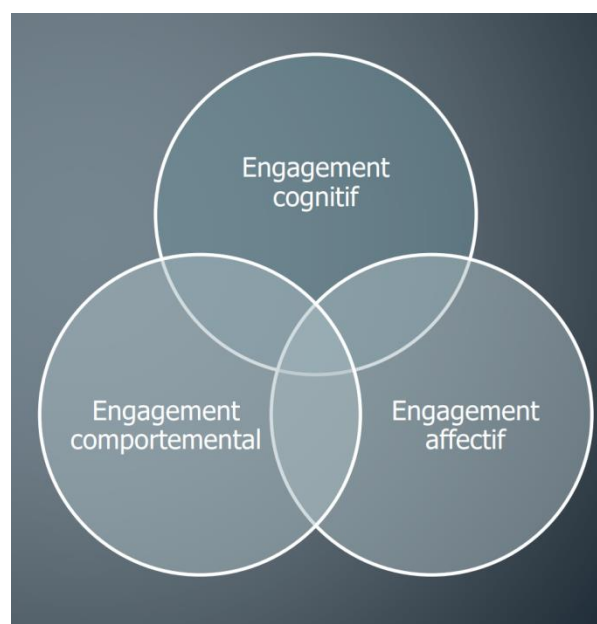 Engagement
cognitif
Engagement
comportemental
Engagement
affectif